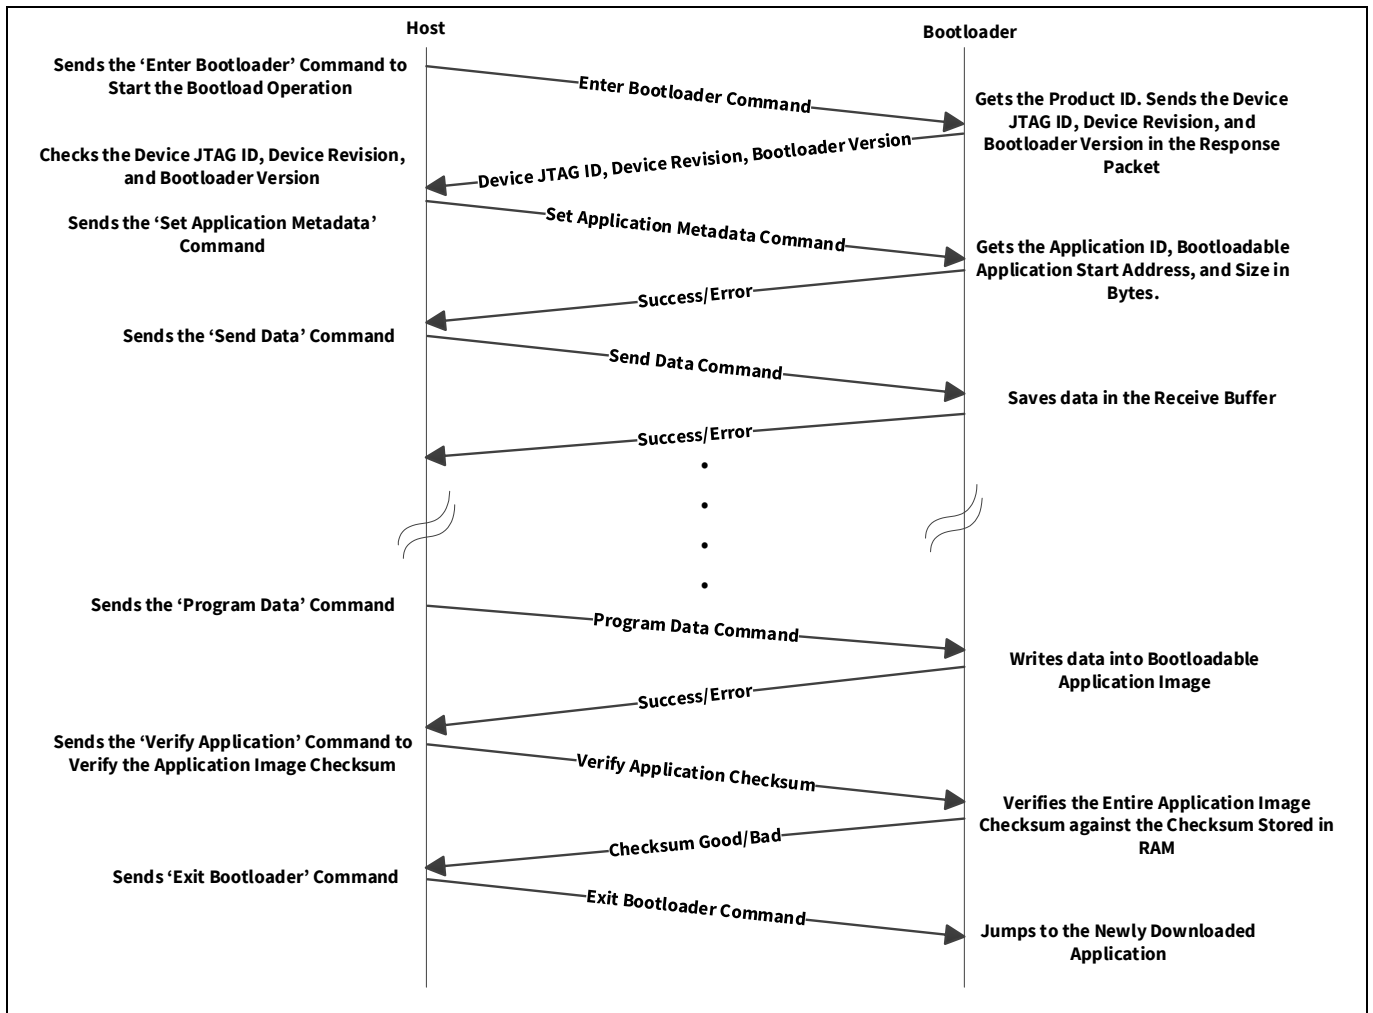 Host
Bootloader
Sends the ‘Enter Bootloader’ Command to
Start the Bootload Operation
Enter Bootloader Command
Gets the Product ID. Sends the Device
JTAG ID, Device Revision, and
Bootloader Version in the Response
Packet
Device JTAG ID, Device Revision, Bootloader Version
Checks the Device JTAG ID, Device Revision,
and Bootloader Version
Sends the ‘Set Application Metadata’
Command
Set Application Metadata Command
Gets the Application ID, Bootloadable
Application Start Address, and Size in
Bytes.
Success/Error
Sends the ‘Send Data’ Command
Send Data Command
Saves data in the Receive Buffer
Success/Error
Sends the ‘Program Data’ Command
Program Data Command
Writes data into Bootloadable
Application Image
Success/Error
Sends the ‘Verify Application’ Command to
Verify the Application Image Checksum
Verify Application Checksum
Verifies the Entire Application Image
Checksum against the Checksum Stored in
RAM
Checksum Good/Bad
Sends ‘Exit Bootloader’ Command
Exit Bootloader Command
Jumps to the Newly Downloaded
Application